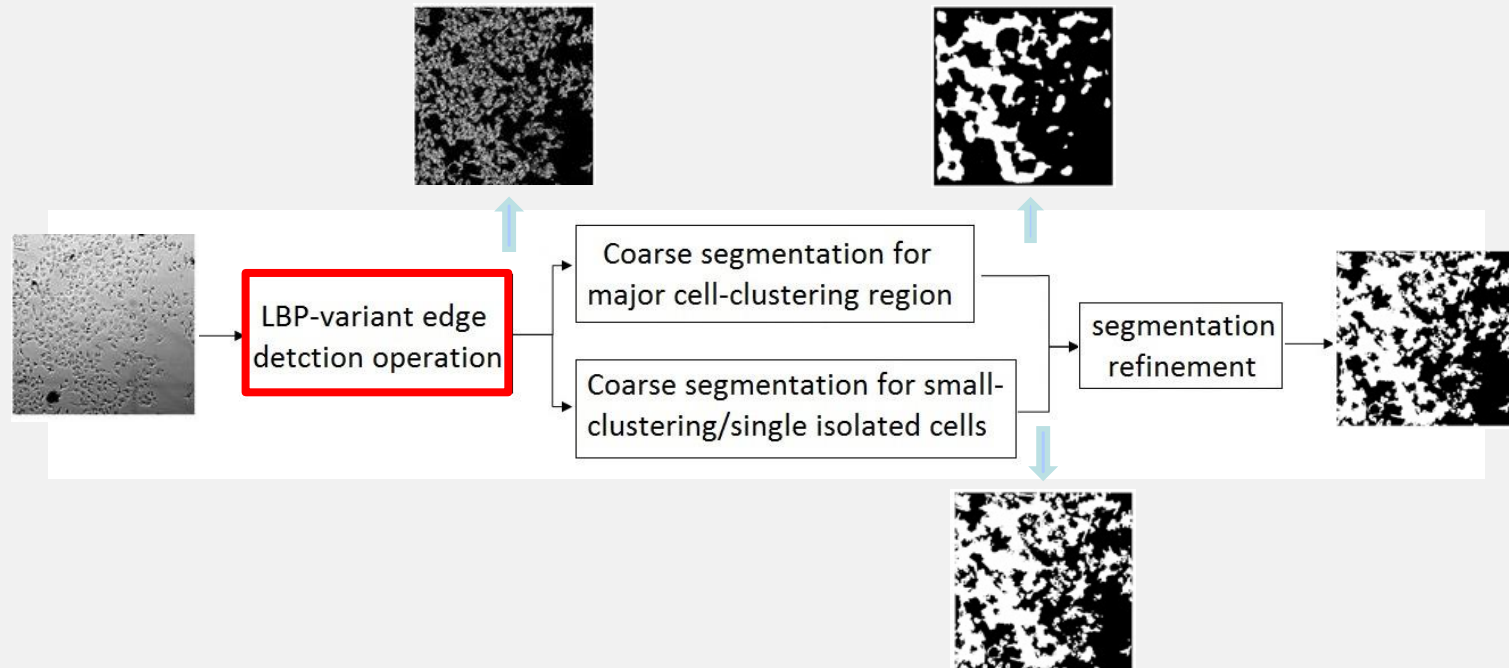 LBP-variant edge
detction operation
Coarse segmentation for
major cell-clustering region
Coarse segmentation for small-
clustering/single isolated cells
segmentation
refinement